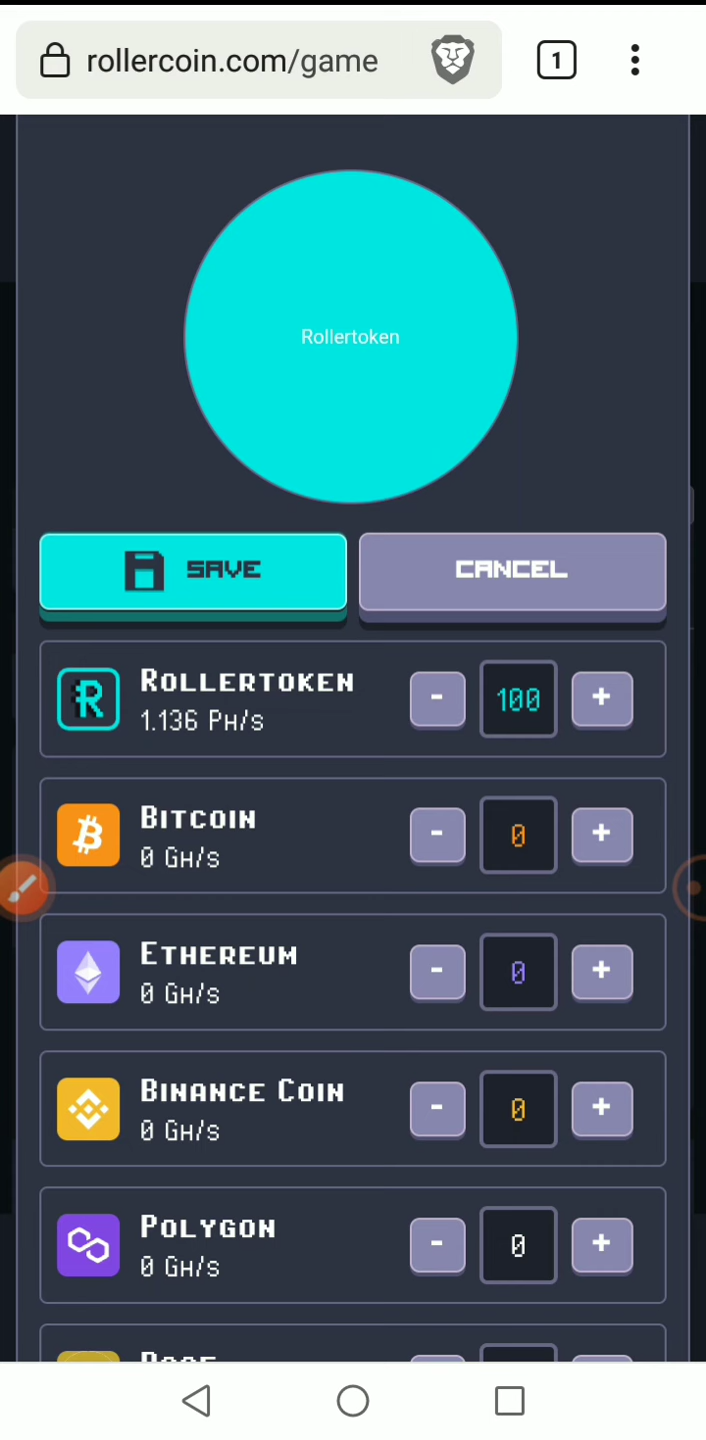 rollercoin.com/game
1
Rollertoken
SAVE
CANCEL
ROLLERTOKEN
1.136 PH/s
- 100 +
BITCOIN
0 GH/s
- 0 +
ETHEREUM
0 GH/s
- 0 +
BINANCE COIN
0 GH/s
- 0 +
POLYGON
0 GH/s
- 0 +